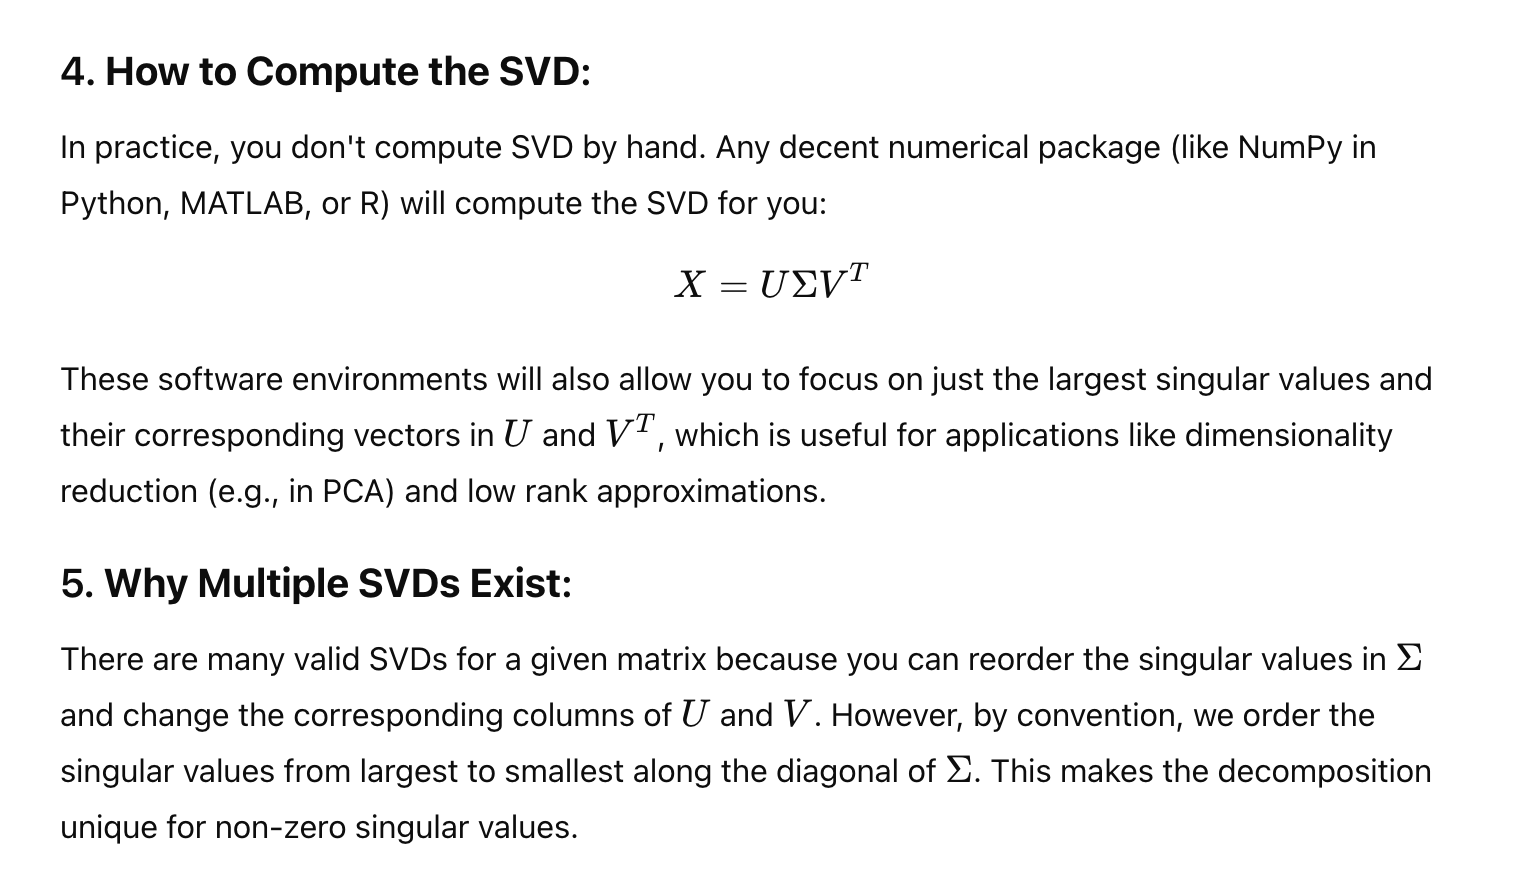 4. How to Compute the SVD:
In practice, you don't compute SVD by hand. Any decent numerical package (like NumPy in
Python, MATLAB, or R) will compute the SVD for you:
X = UΣV^T
These software environments will also allow you to focus on just the largest singular values and
their corresponding vectors in U and V^T, which is useful for applications like dimensionality
reduction (e.g., in PCA) and low rank approximations.
5. Why Multiple SVDs Exist:
There are many valid SVDs for a given matrix because you can reorder the singular values in Σ
and change the corresponding columns of U and V. However, by convention, we order the
singular values from largest to smallest along the diagonal of Σ. This makes the decomposition
unique for non-zero singular values.